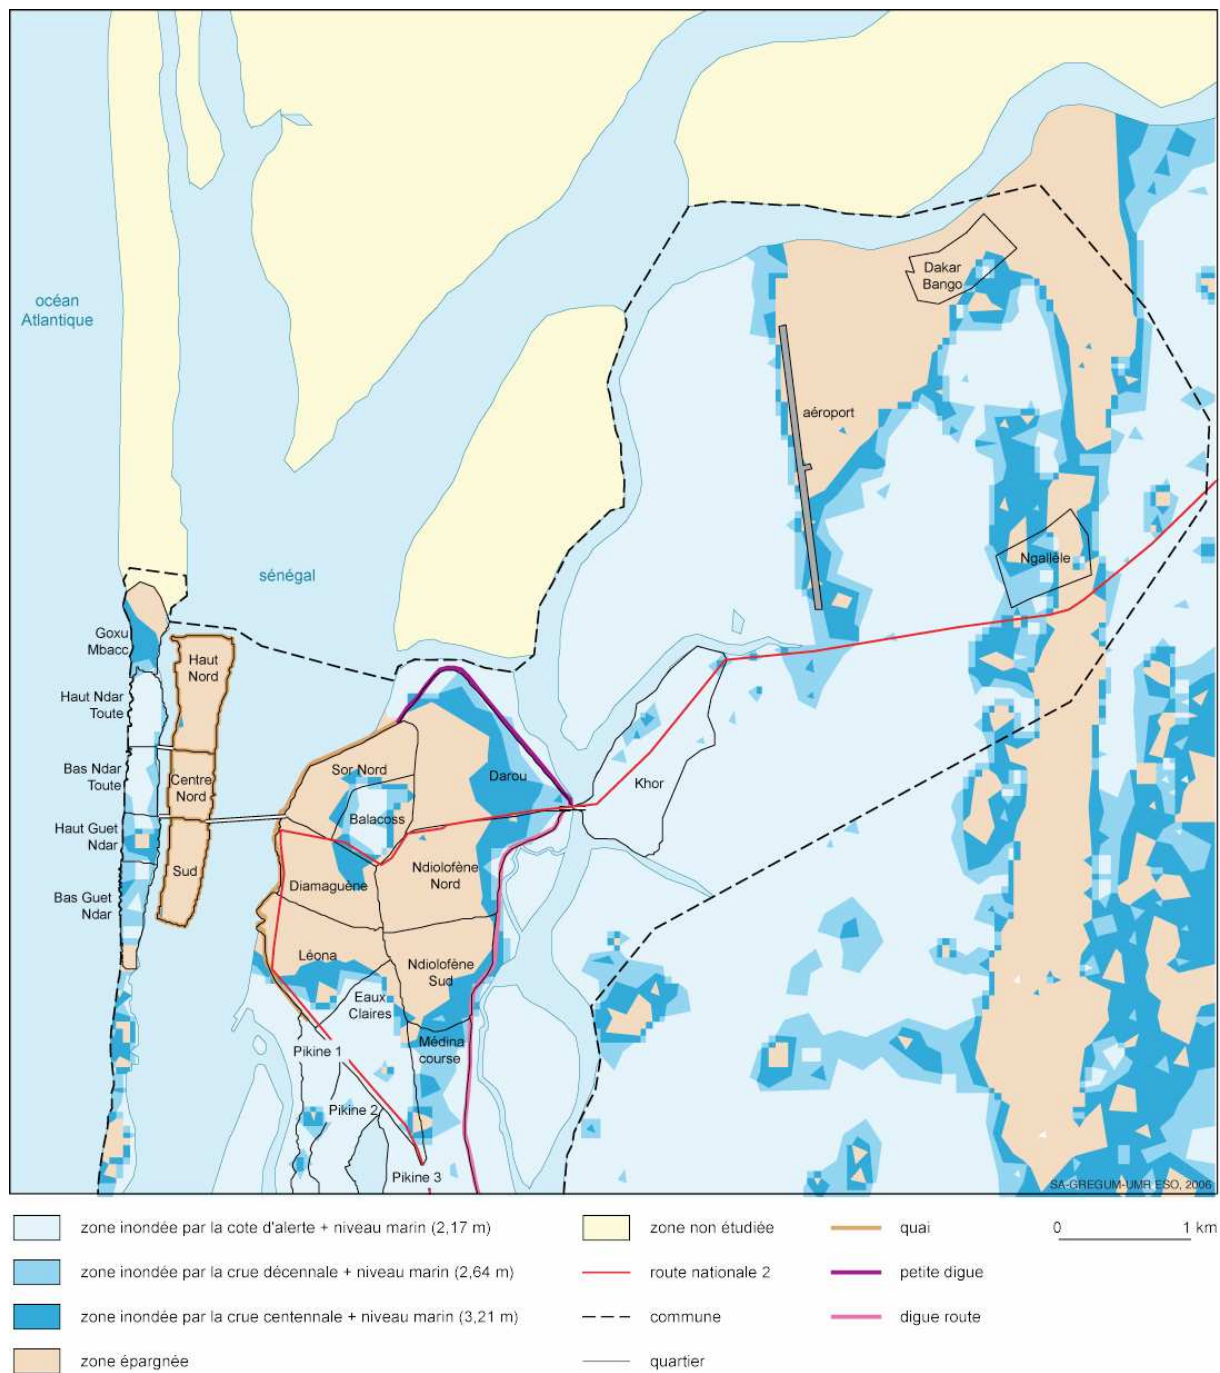 Dakar
Bango
océan
Atlantique
aéroport
Ngallèle
sénégal
Goxu
Mbacc
Haut
Nord
Haut Ndar
Toute
Bas Ndar
Toute
Centre
Nord
Sor Nord
Darou
Khor
Balacoss
Haut Guet
Ndar
Sud
Diamaguène
Ndiolofène
Nord
Bas Guet
Ndar
Léona
Ndiolofène
Sud
Eaux
Claires
Pikine 1
Médina
course
Pikine 2
Pikine 3
SA-GREGUM-UMR ESO, 2006
zone inondée par la cote d'alerte + niveau marin (2,17 m)
zone inondée par la crue décennale + niveau marin (2,64 m)
zone inondée par la crue centennale + niveau marin (3,21 m)
zone épargnée
zone non étudiée
route nationale 2
commune
quartier
quai
petite digue
digue route
0 1 km